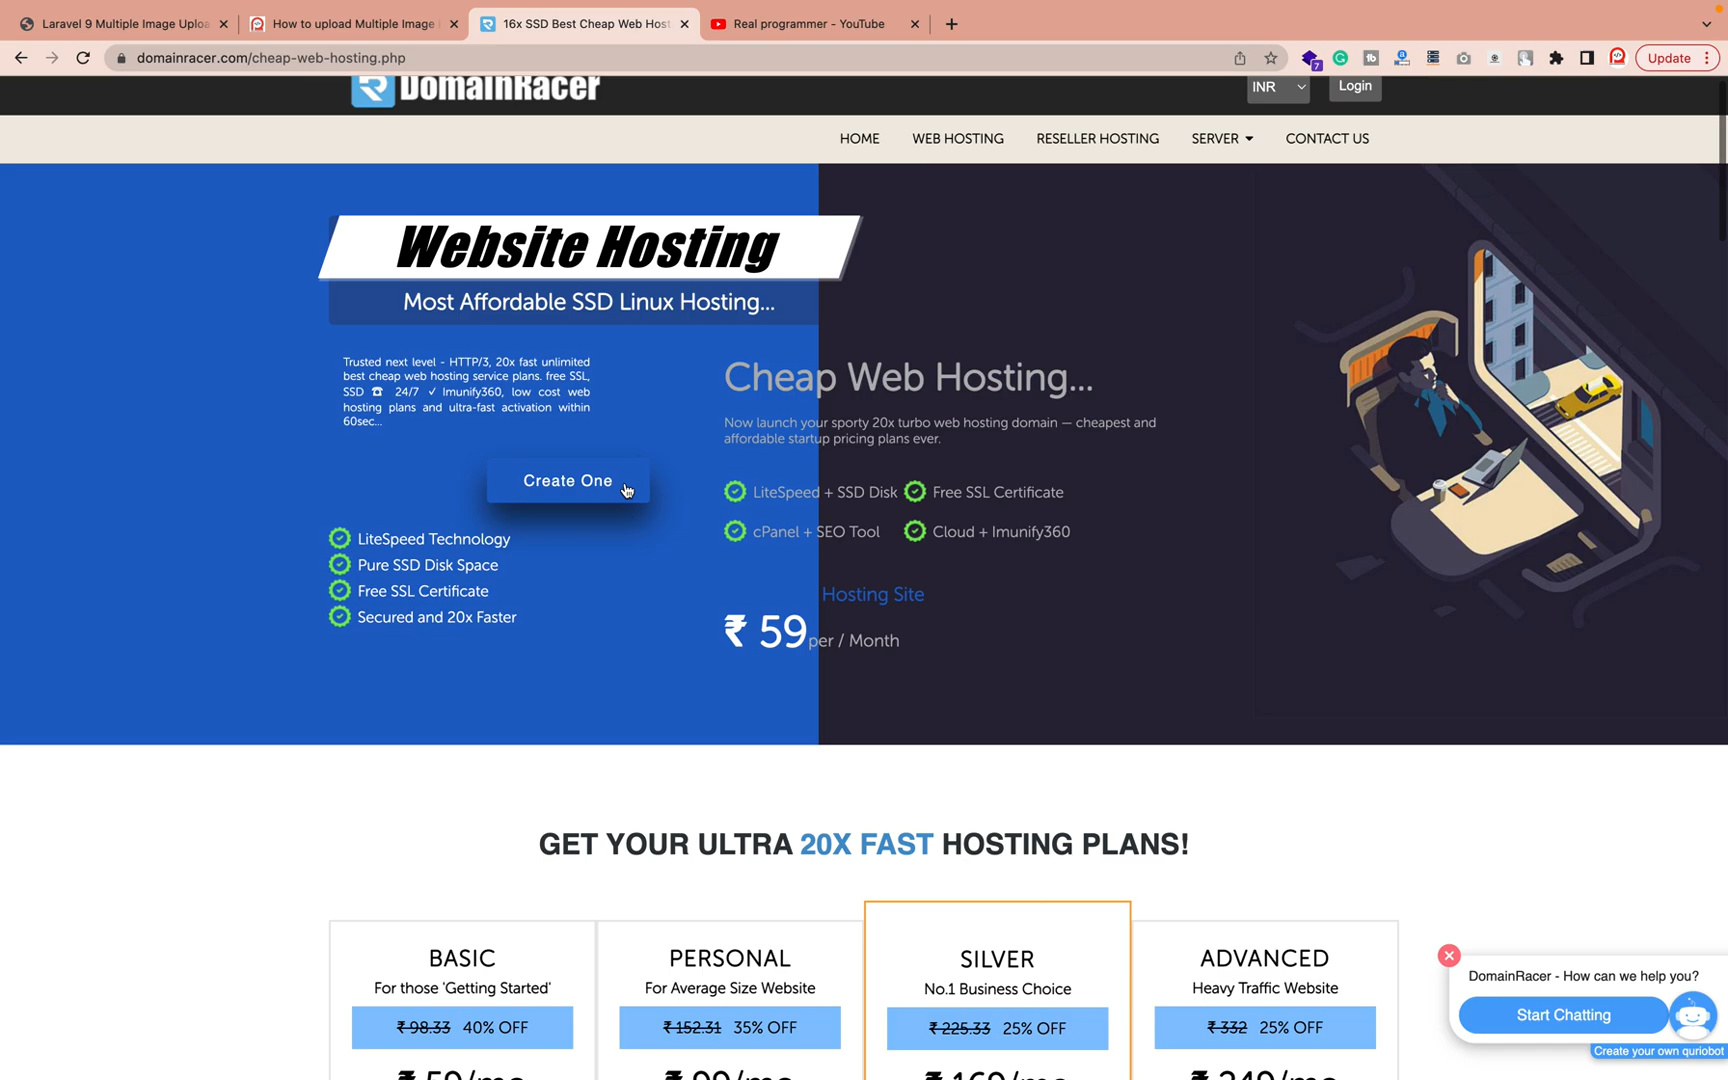 Laravel 9 Multiple Image Uploa
How to upload Multiple Image i
16x SSD Best Cheap Web Host
Real programmer - YouTube
domainracer.com/cheap-web-hosting.php
7
Update
DomainRacer
INR
Login
HOME
WEB HOSTING
RESELLER HOSTING
SERVER
CONTACT US
Website Hosting
Most Affordable SSD Linux Hosting...
Trusted next level - HTTP/3, 20x fast unlimited
best cheap web hosting service plans. free SSL,
SSD ☎ 24/7 ✓ Imunify360, low cost web
hosting plans and ultra-fast activation within
60sec...
Create One
LiteSpeed Technology
Pure SSD Disk Space
Free SSL Certificate
Secured and 20x Faster
Cheap Web Hosting...
Now launch your sporty 20x turbo web hosting domain — cheapest and
affordable startup pricing plans ever.
LiteSpeed + SSD Disk
Free SSL Certificate
cPanel + SEO Tool
Cloud + Imunify360
Hosting Site
₹ 59 per / Month
GET YOUR ULTRA 20X FAST HOSTING PLANS!
BASIC
For those 'Getting Started'
₹ 98.33 40% OFF
₹ 59/mo
PERSONAL
For Average Size Website
₹ 152.31 35% OFF
₹ 99/mo
SILVER
No.1 Business Choice
₹ 225.33 25% OFF
₹ 169/mo
ADVANCED
Heavy Traffic Website
₹ 332 25% OFF
₹ 249/mo
DomainRacer - How can we help you?
Start Chatting
Create your own quriobot